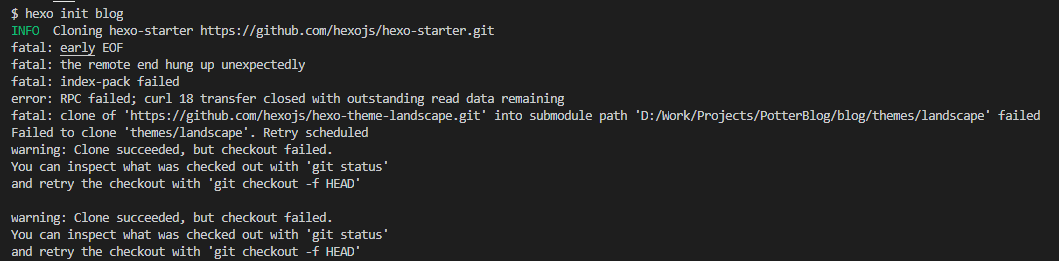 $ hexo init blog
INFO  Cloning hexo-starter https://github.com/hexojs/hexo-starter.git
fatal: early EOF
fatal: the remote end hung up unexpectedly
fatal: index-pack failed
error: RPC failed; curl 18 transfer closed with outstanding read data remaining
fatal: clone of 'https://github.com/hexojs/hexo-theme-landscape.git' into submodule path 'D:/Work/Projects/PotterBlog/blog/themes/landscape' failed
Failed to clone 'themes/landscape'. Retry scheduled
warning: Clone succeeded, but checkout failed.
You can inspect what was checked out with 'git status'
and retry the checkout with 'git checkout -f HEAD'

warning: Clone succeeded, but checkout failed.
You can inspect what was checked out with 'git status'
and retry the checkout with 'git checkout -f HEAD'